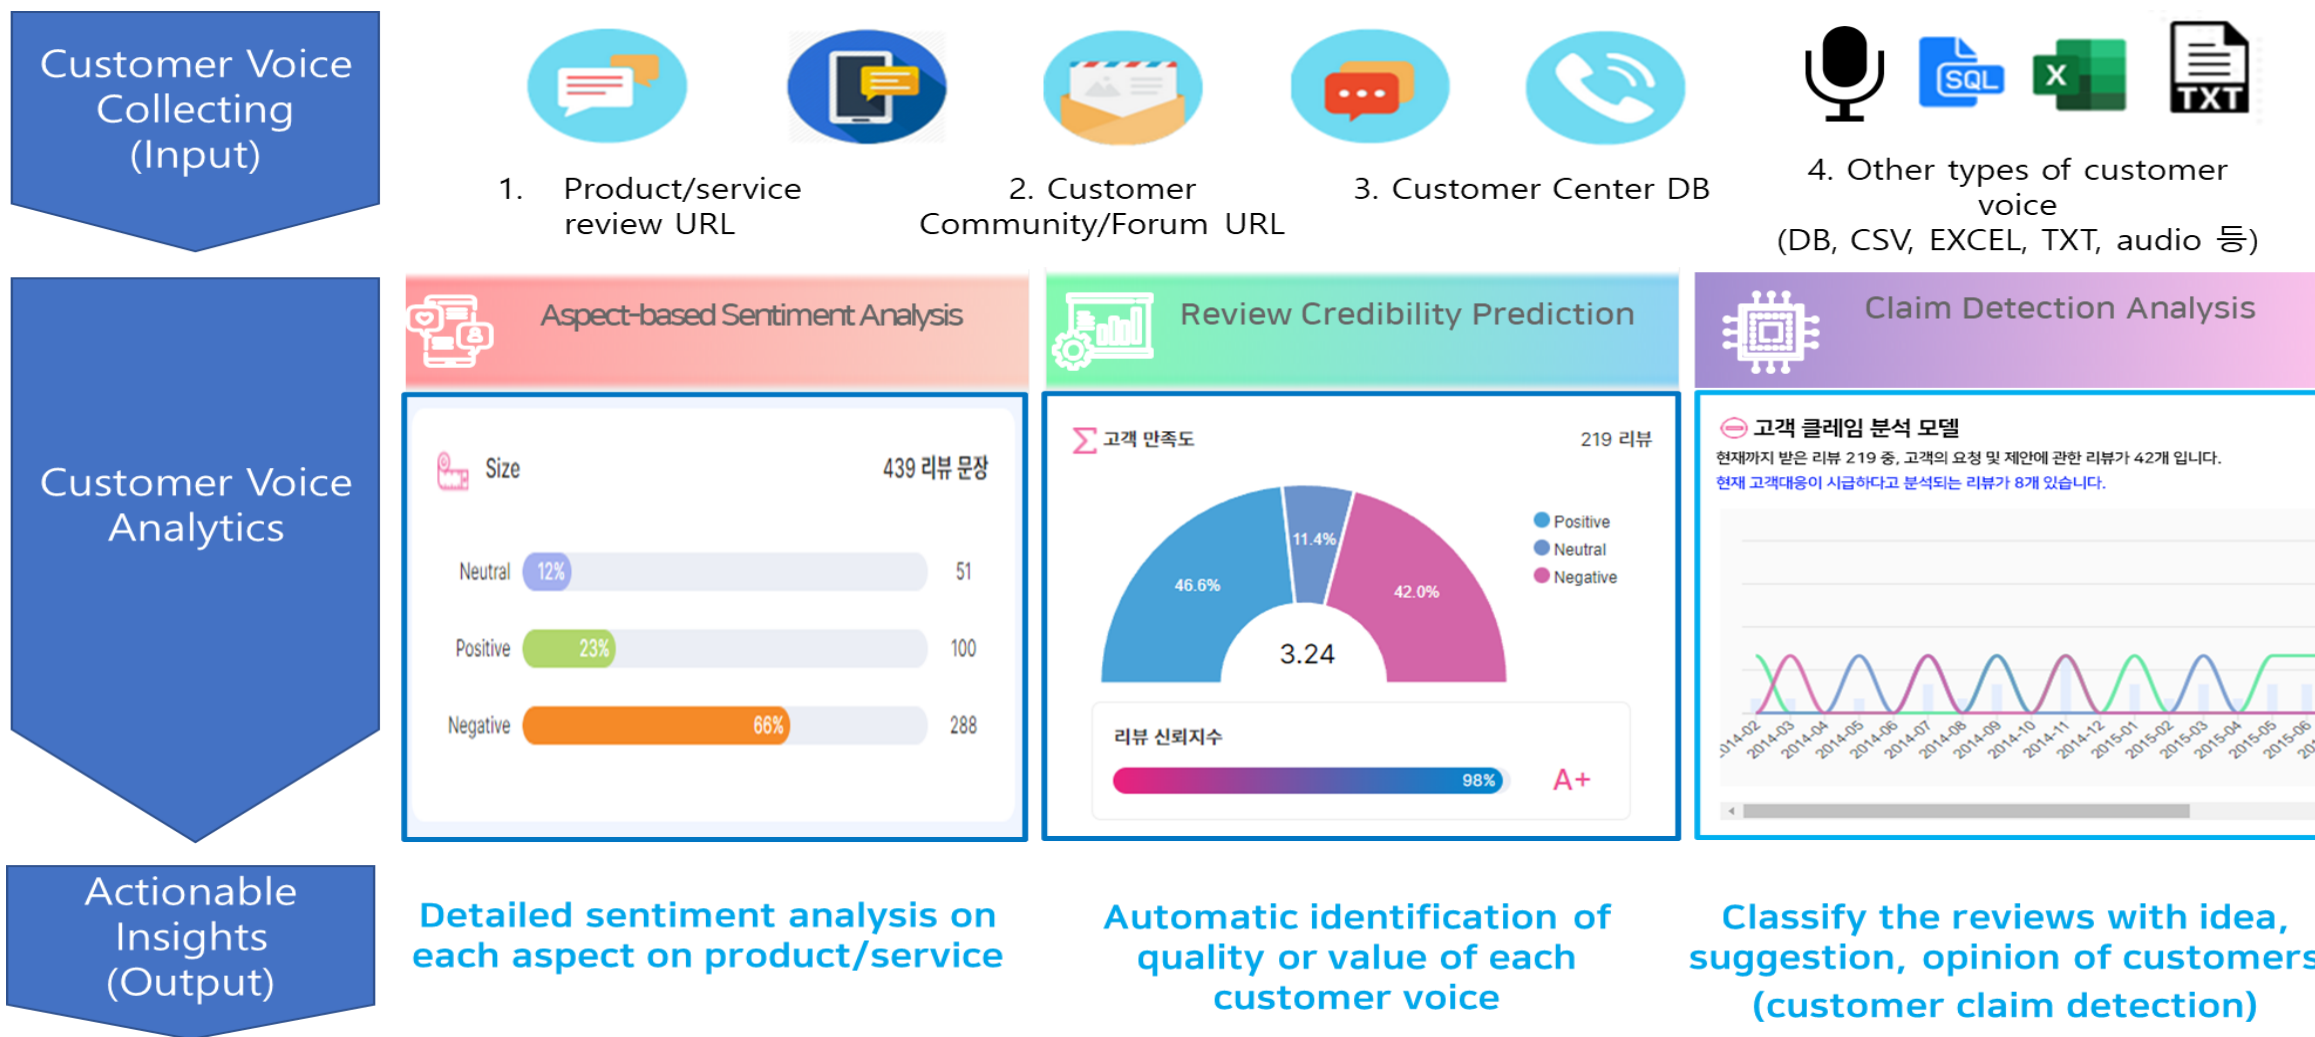 Customer Voice
Collecting
(Input)
SQL
X
TXT
1. Product/service
review URL
2. Customer
Community/Forum URL
3. Customer Center DB
4. Other types of customer
voice
(DB, CSV, EXCEL, TXT, audio 등)
Customer Voice
Analytics
Aspect-based Sentiment Analysis
Size
439 리뷰 문장
Neutral 12% 51
Positive 23% 100
Negative 66% 288
Review Credibility Prediction
고객 만족도
219 리뷰
Positive
Neutral
Negative
46.6%
11.4%
42.0%
3.24
리뷰 신뢰지수
98% A+
Claim Detection Analysis
고객 클레임 분석 모델
현재까지 받은 리뷰 219 중, 고객의 요청 및 제안에 관한 리뷰가 42개 입니다.
현재 고객대응이 시급하다고 분석되는 리뷰가 8개 있습니다.
2014-03 2014-04 2014-05 2014-06 2014-07 2014-08 2014-09 2014-10 2014-11 2014-12 2015-01 2015-02 2015-03 2015-04 2015-05 2015-06
Actionable
Insights
(Output)
Detailed sentiment analysis on
each aspect on product/service
Automatic identification of
quality or value of each
customer voice
Classify the reviews with idea,
suggestion, opinion of customers
(customer claim detection)